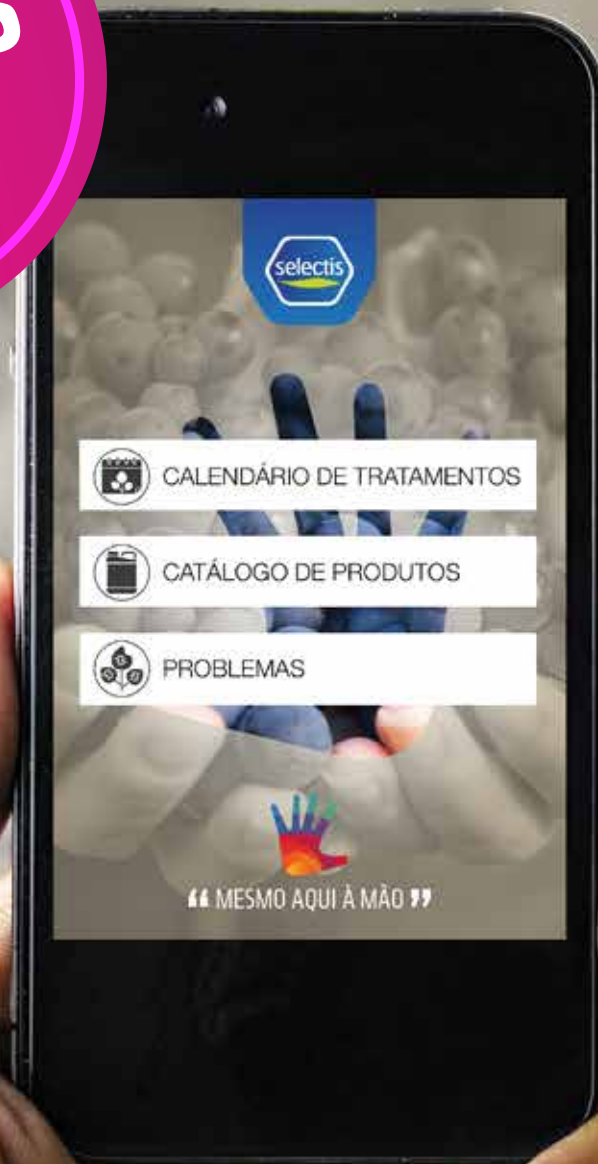 selectis
CALENDÁRIO DE TRATAMENTOS
CATÁLOGO DE PRODUTOS
PROBLEMAS
❝ MESMO AQUI À MÃO ❞